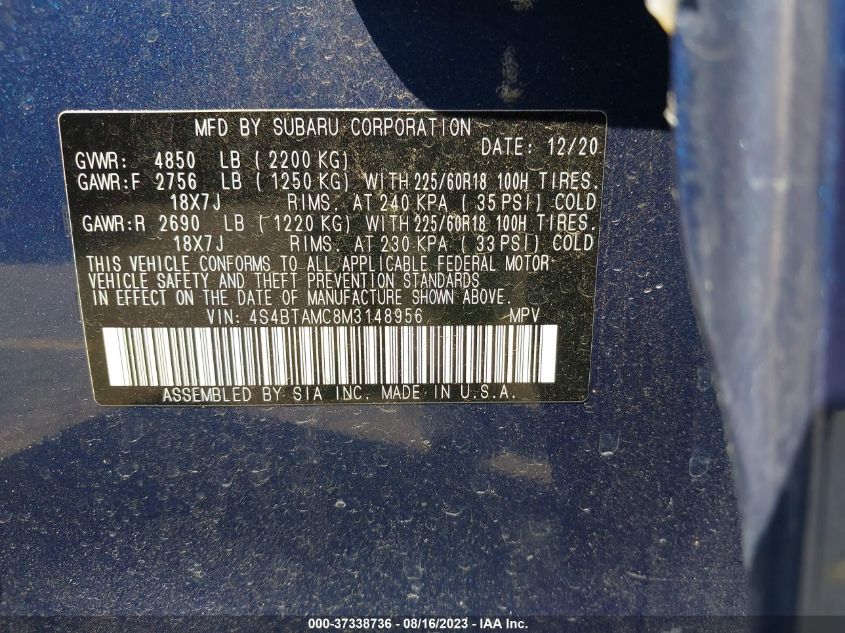 MFD BY SUBARU CORPORATION
DATE: 12/20
GVWR: 4850 LB (2200 KG)
GAWR:F 2756 LB (1250 KG) WITH 225/60R18 100H TIRES.
18X7J RIMS. AT 240 KPA (35 PSI) COLD
GAWR:R 2690 LB (1220 KG) WITH 225/60R18 100H TIRES.
18X7J RIMS. AT 230 KPA (33 PSI) COLD
THIS VEHICLE CONFORMS TO ALL APPLICABLE FEDERAL MOTOR
VEHICLE SAFETY AND THEFT PREVENTION STANDARDS
IN EFFECT ON THE DATE OF MANUFACTURE SHOWN ABOVE.
VIN: 4S4BTAMC8M3148956 MPV
ASSEMBLED BY SIA INC. MADE IN U.S.A.
000-37338736 - 08/16/2023 - IAA Inc.